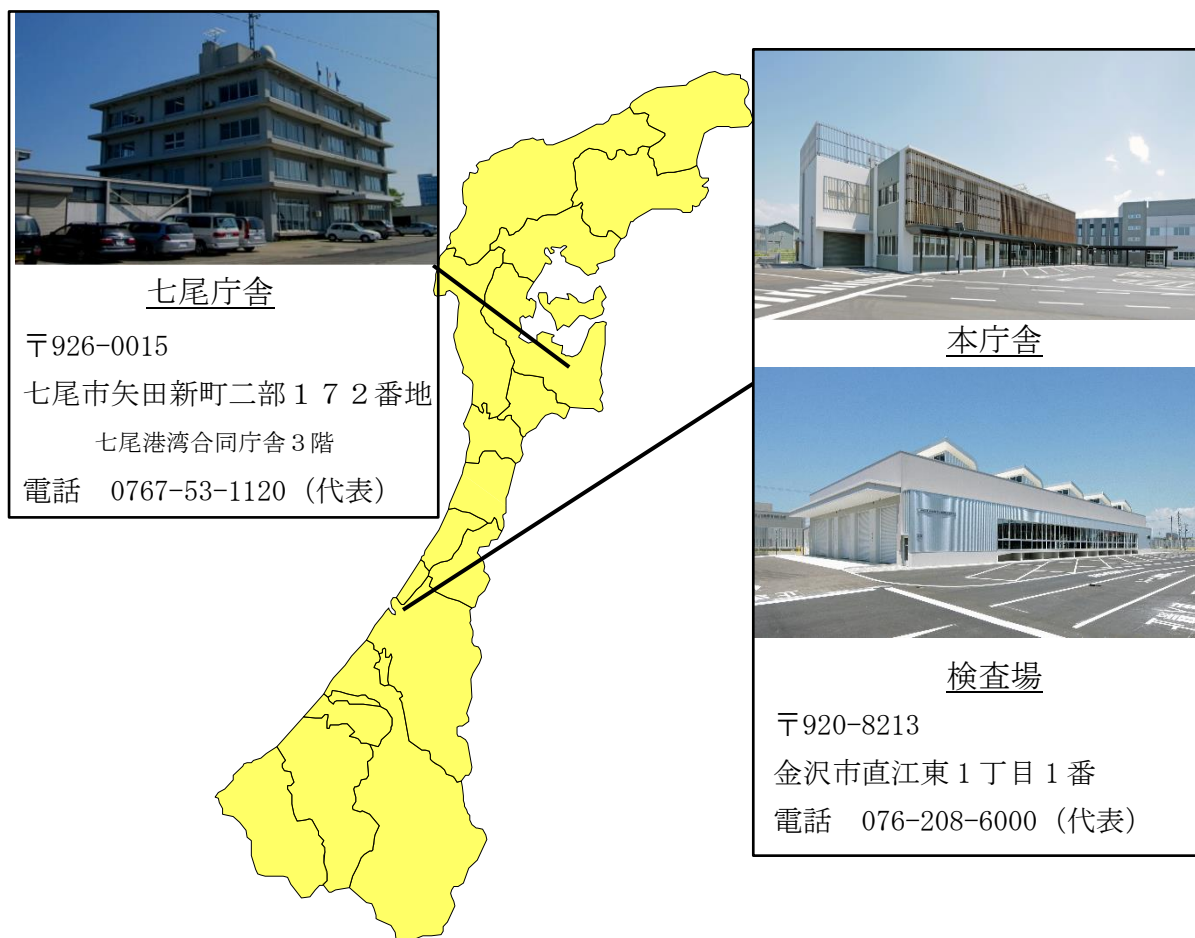 七尾庁舎
〒926-0015
七尾市矢田新町二部１７２番地
七尾港湾合同庁舎３階
電話　0767-53-1120（代表）
本庁舎
検査場
〒920-8213
金沢市直江東１丁目１番
電話　076-208-6000（代表）